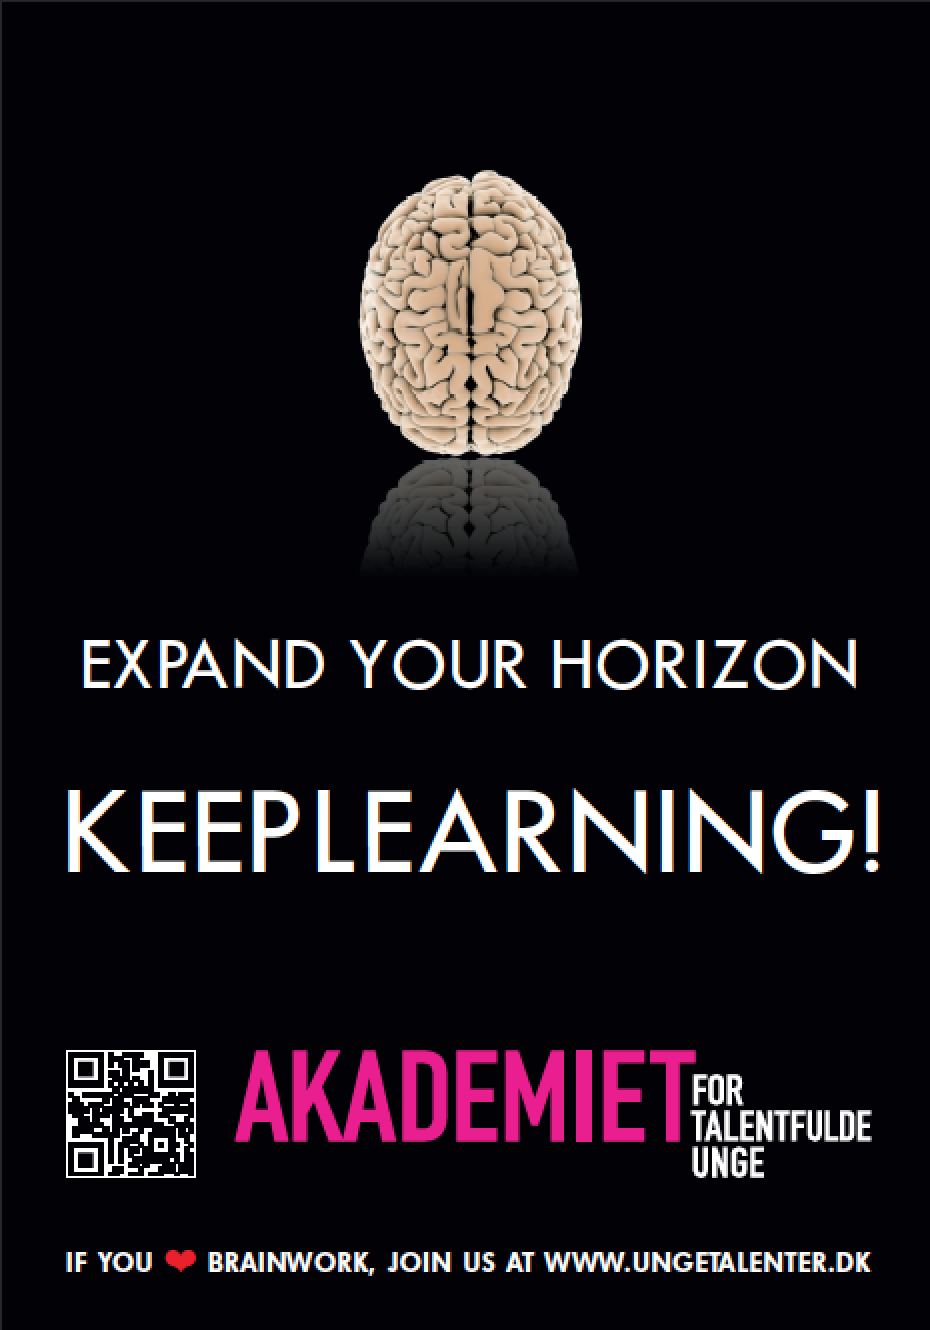 EXPAND YOUR HORIZON
KEEPLEARNING!
AKADEMIET FOR
TALENTFULDE
UNGE
IF YOU ❤ BRAINWORK, JOIN US AT WWW.UNGETALENTER.DK